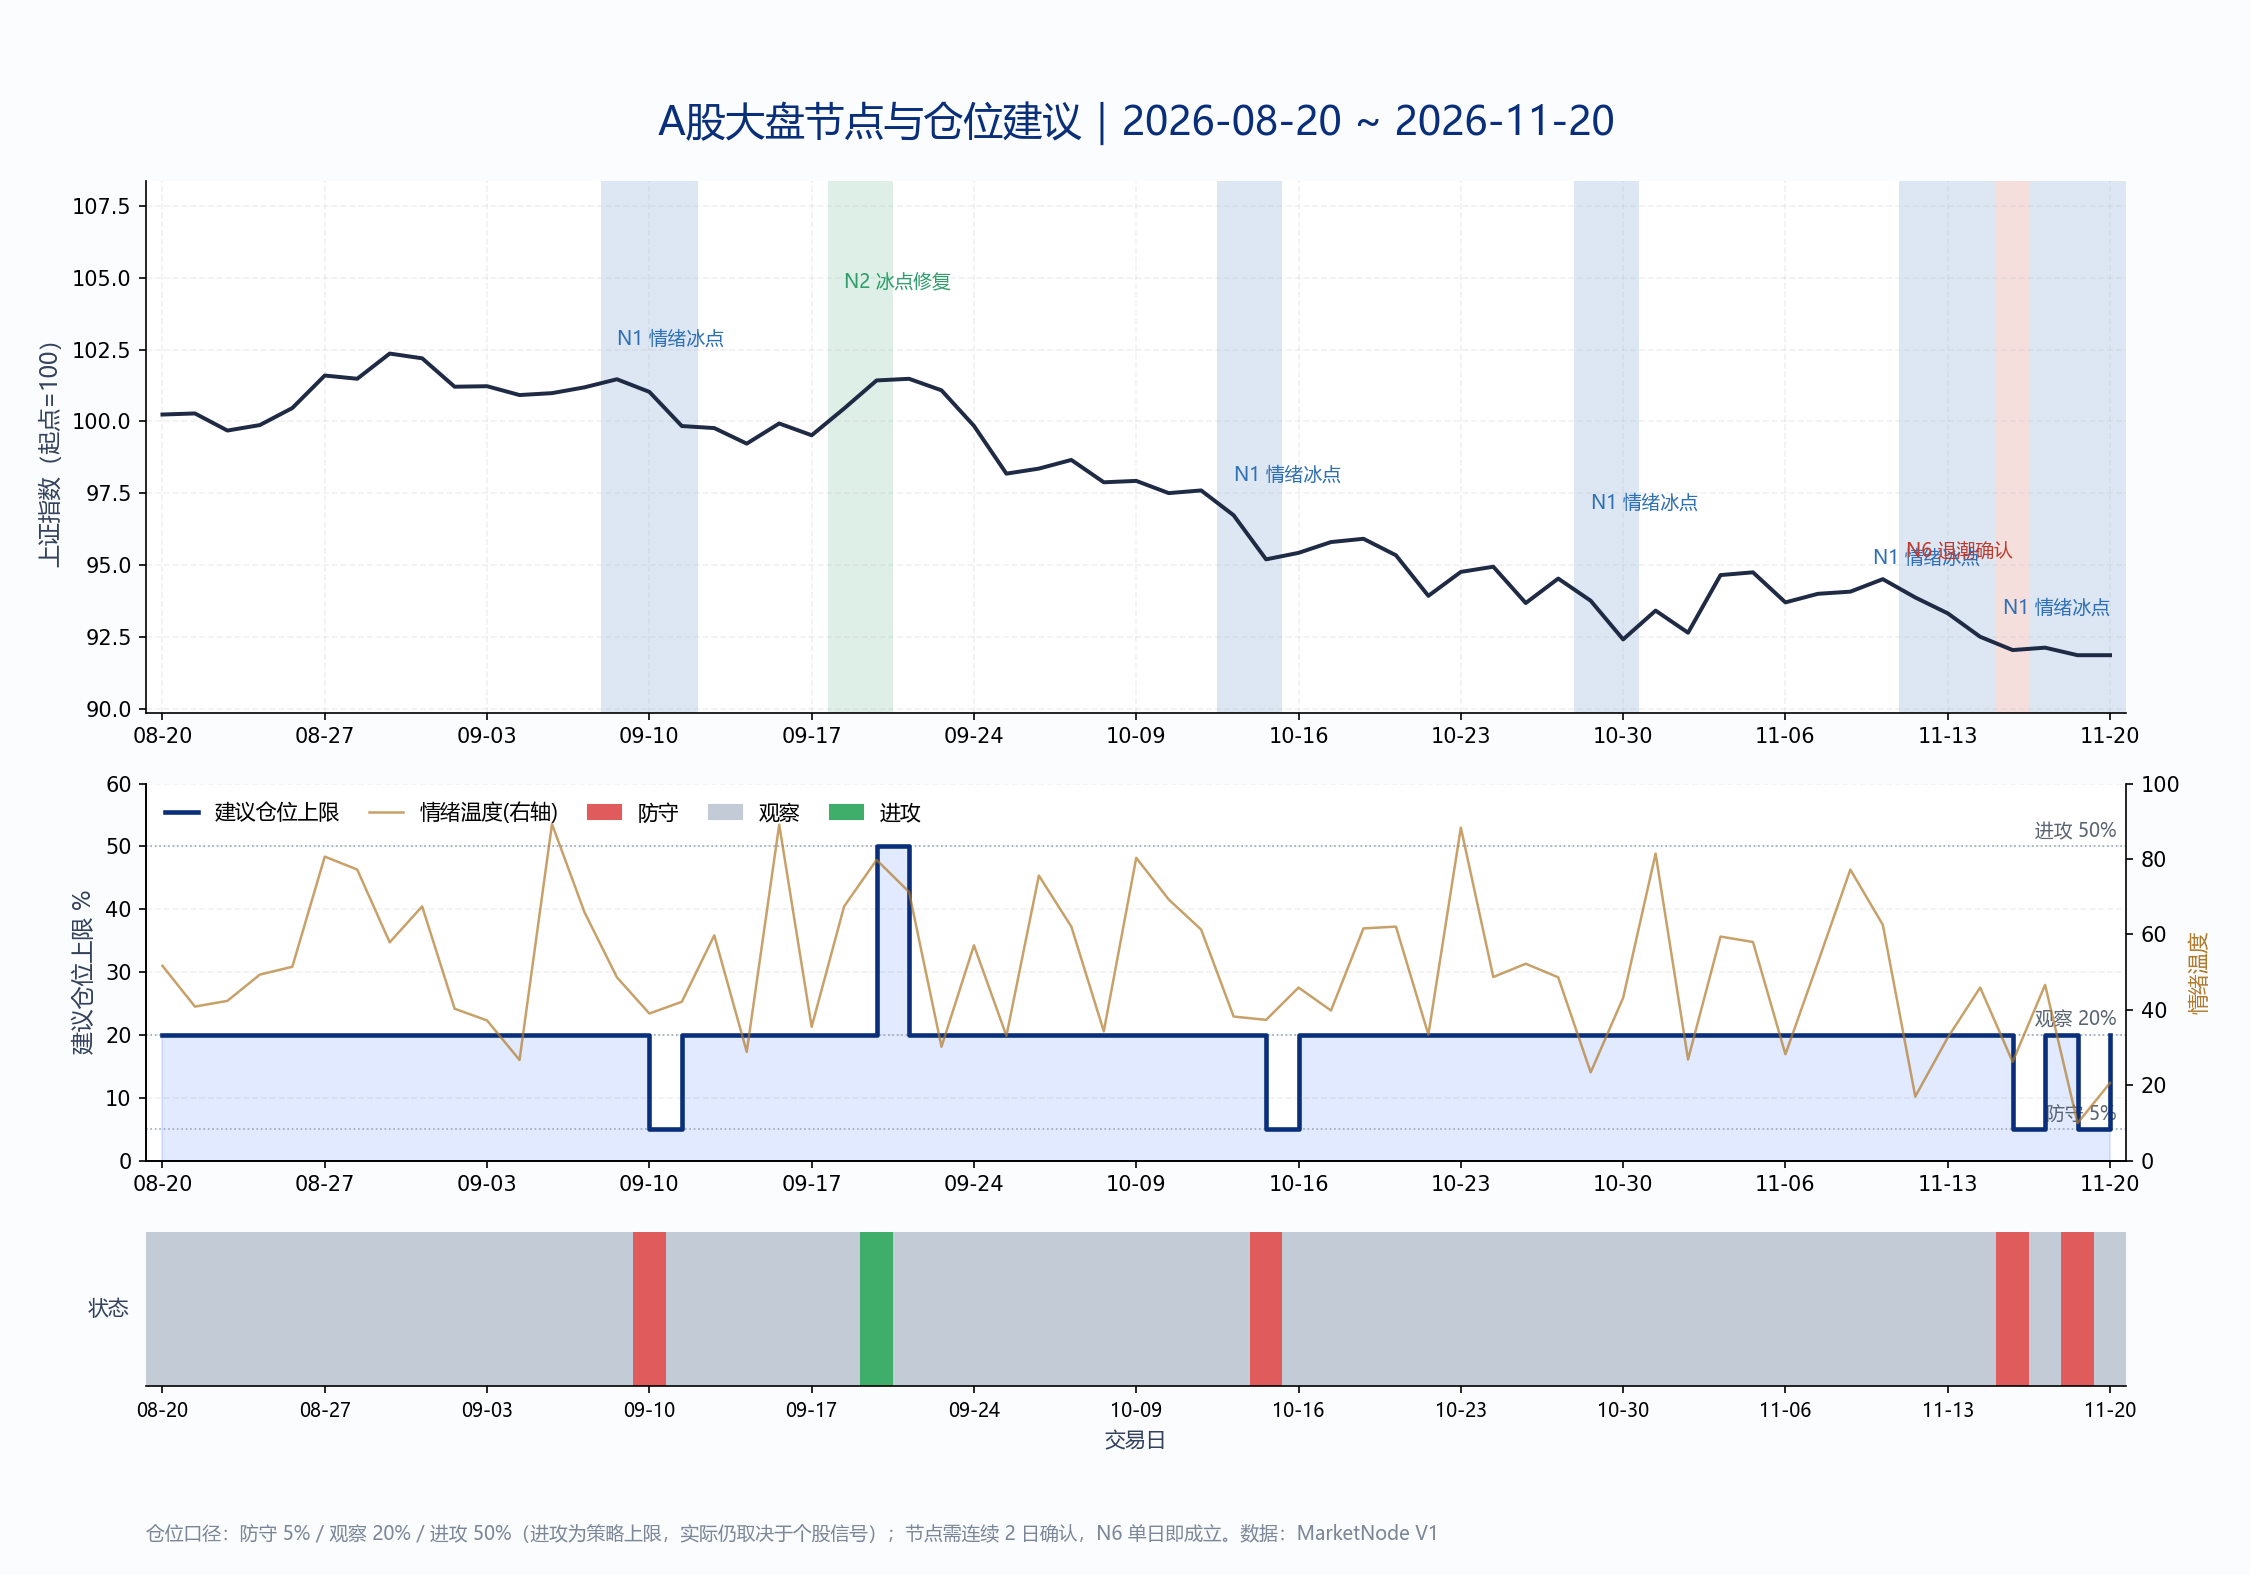 A股大盘节点与仓位建议｜2026-08-20 ~ 2026-11-20
上证指数（起点=100）
107.5
105.0
102.5
100.0
97.5
95.0
92.5
90.0
N1 情绪冰点
N2 冰点修复
N1 情绪冰点
N1 情绪冰点
N1 情绪冰点
N6 退潮确认
N1 情绪冰点
08-20 08-27 09-03 09-10 09-17 09-24 10-09 10-16 10-23 10-30 11-06 11-13 11-20
建议仓位上限 %
60
50
40
30
20
10
0
建议仓位上限 情绪温度(右轴) 防守 观察 进攻
进攻 50%
观察 20%
防守 5%
100
80
60
40
20
0
情绪温度
08-20 08-27 09-03 09-10 09-17 09-24 10-09 10-16 10-23 10-30 11-06 11-13 11-20
状态
08-20 08-27 09-03 09-10 09-17 09-24 10-09 10-16 10-23 10-30 11-06 11-13 11-20
交易日
仓位口径：防守 5% / 观察 20% / 进攻 50%（进攻为策略上限，实际仍取决于个股信号）；节点需连续 2 日确认，N6 单日即成立。数据：MarketNode V1